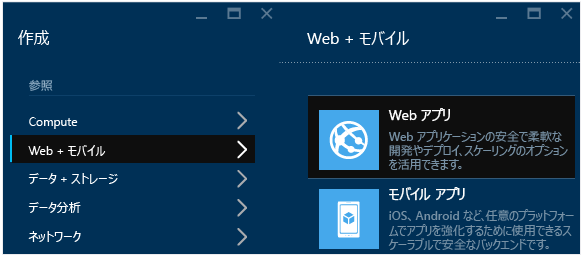 作成
参照
Compute
Web + モバイル
データ + ストレージ
データ分析
ネットワーク
Web + モバイル
Web アプリ
Web アプリケーションの安全で柔軟な
開発やデプロイ、スケーリングのオプション
を活用できます。
モバイル アプリ
iOS、Android など、任意のプラットフォー
ムでアプリを強化するために使用できるス
ケーラブルで安全なバックエンドです。